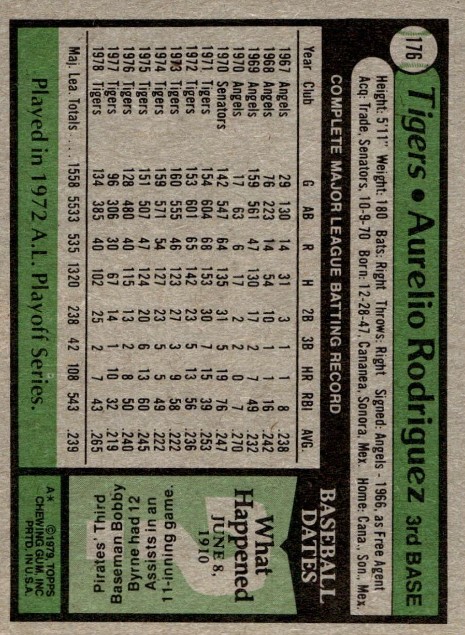 176
Tigers • Aurelio Rodriguez 3rd BASE
Height: 5'11" Weight: 180 Bats: Right Throws: Right Signed: Angels - 1966, as Free Agent
Acq: Trade, Senators, 10-9-70 Born: 12-28-47, Cananea, Sonora, Mex. Home: Cana., Son., Mex.
COMPLETE MAJOR LEAGUE BATTING RECORD
Year Club G AB R H 2B 3B HR RBI AVG
1967 Angels 29 130 14 31 3 1 1 8 .238
1968 Angels 76 223 14 54 10 1 1 16 .242
1969 Angels 159 561 47 130 17 2 7 49 .232
1970 Angels 17 63 6 17 2 2 0 7 .270
1970 Senators 142 547 64 135 31 5 19 76 .247
1971 Tigers 154 604 68 153 30 7 15 39 .253
1972 Tigers 153 601 65 142 23 5 13 56 .236
1973 Tigers 160 555 46 123 27 3 9 58 .222
1974 Tigers 159 571 54 127 23 5 5 49 .222
1975 Tigers 151 507 47 124 20 6 13 60 .245
1976 Tigers 128 480 40 115 13 2 8 50 .240
1977 Tigers 96 306 30 67 14 1 10 32 .219
1978 Tigers 134 385 40 102 25 2 7 43 .265
Maj. Lea. Totals ... 1558 5533 535 1320 238 42 108 543 .239
Played in 1972 A.L. Playoff Series.
BASEBALL
DATES
What
Happened
JUNE 8,
1910
Pirates' Third
Baseman Bobby
Byrne had 12
Assists in an
11-inning game.
A* ©1979 TOPPS
CHEWING GUM, INC.
PRTD. IN U.S.A.